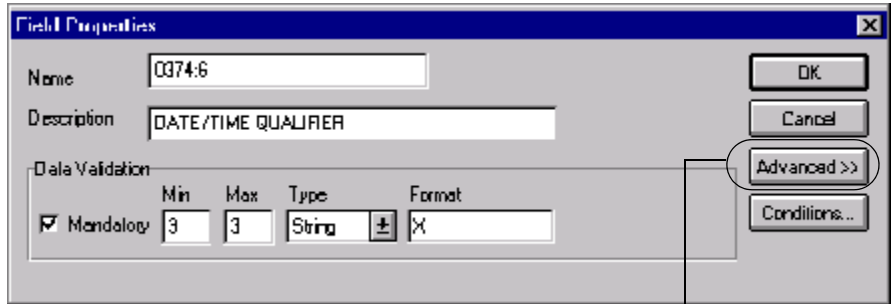 Field Properties
Name 0374:6 OK
Description DATE/TIME QUALIFIER Cancel
Data Validation Advanced >>
Min Max Type Format
Mandatory 3 3 String X Conditions...